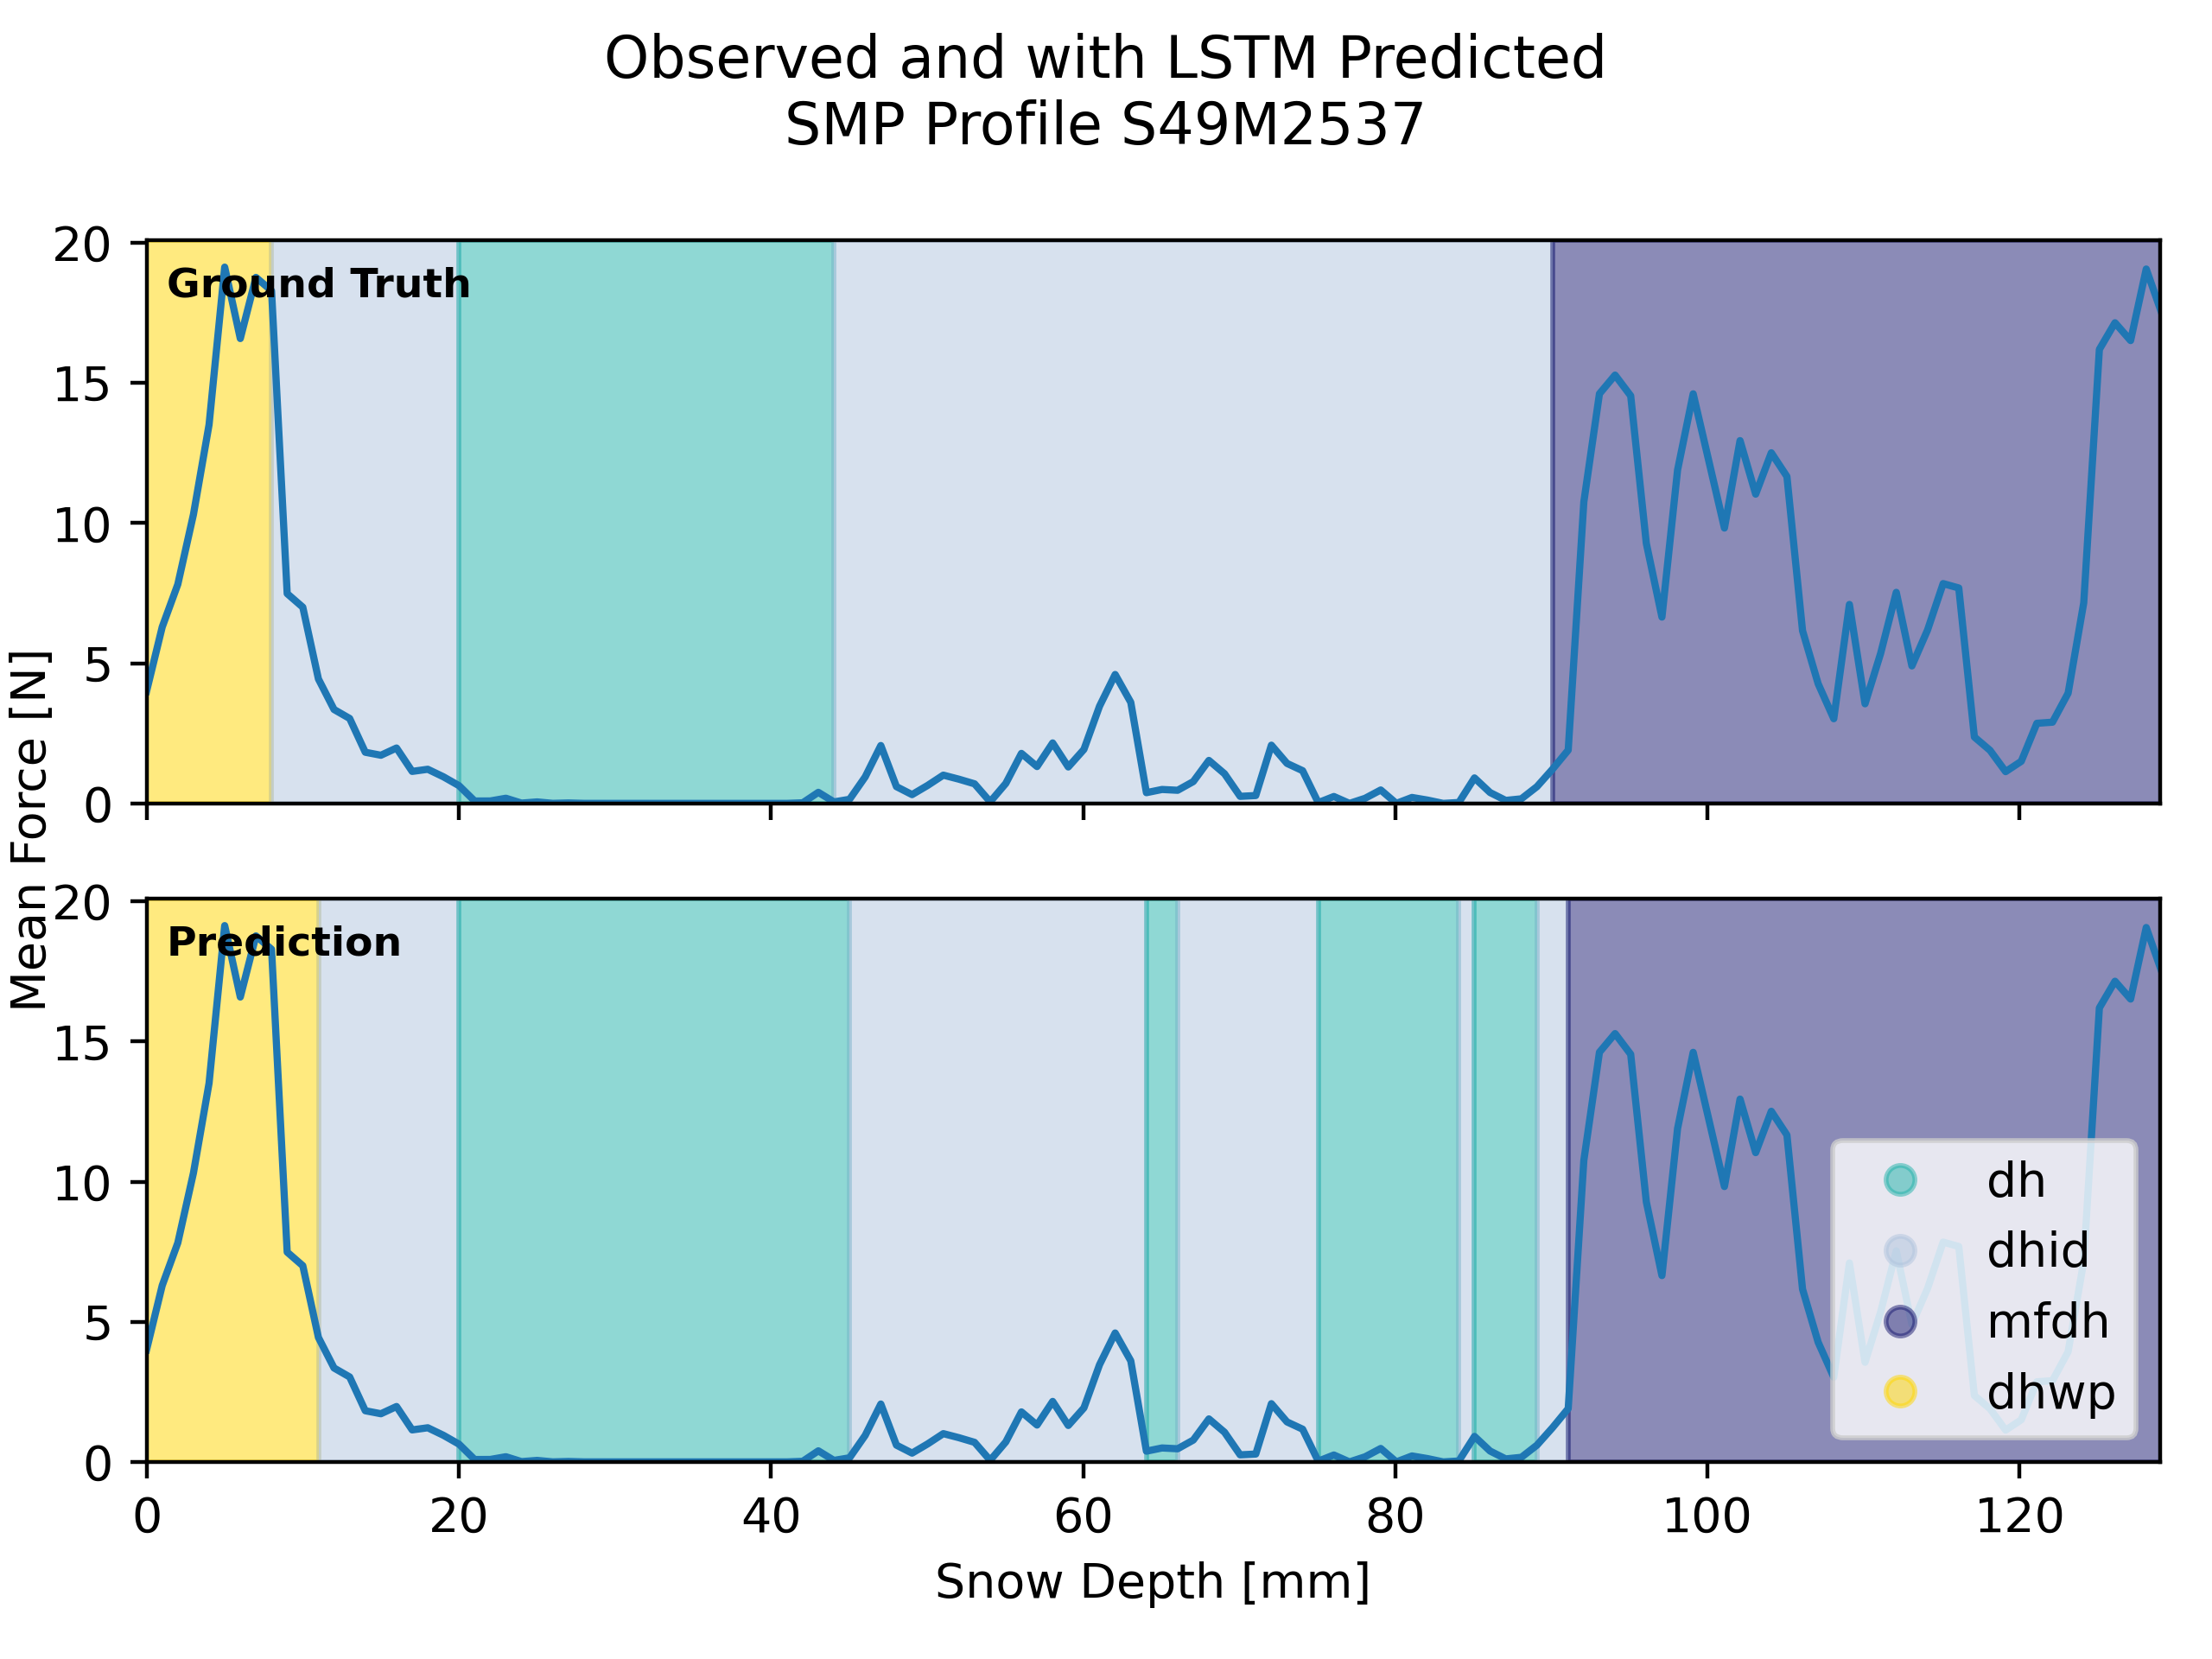 Observed and with LSTM Predicted
SMP Profile S49M2537
Mean Force [N]
20
15
10
5
0
Ground Truth
20
15
10
5
0
Prediction
dh
dhid
mfdh
dhwp
0 20 40 60 80 100 120
Snow Depth [mm]